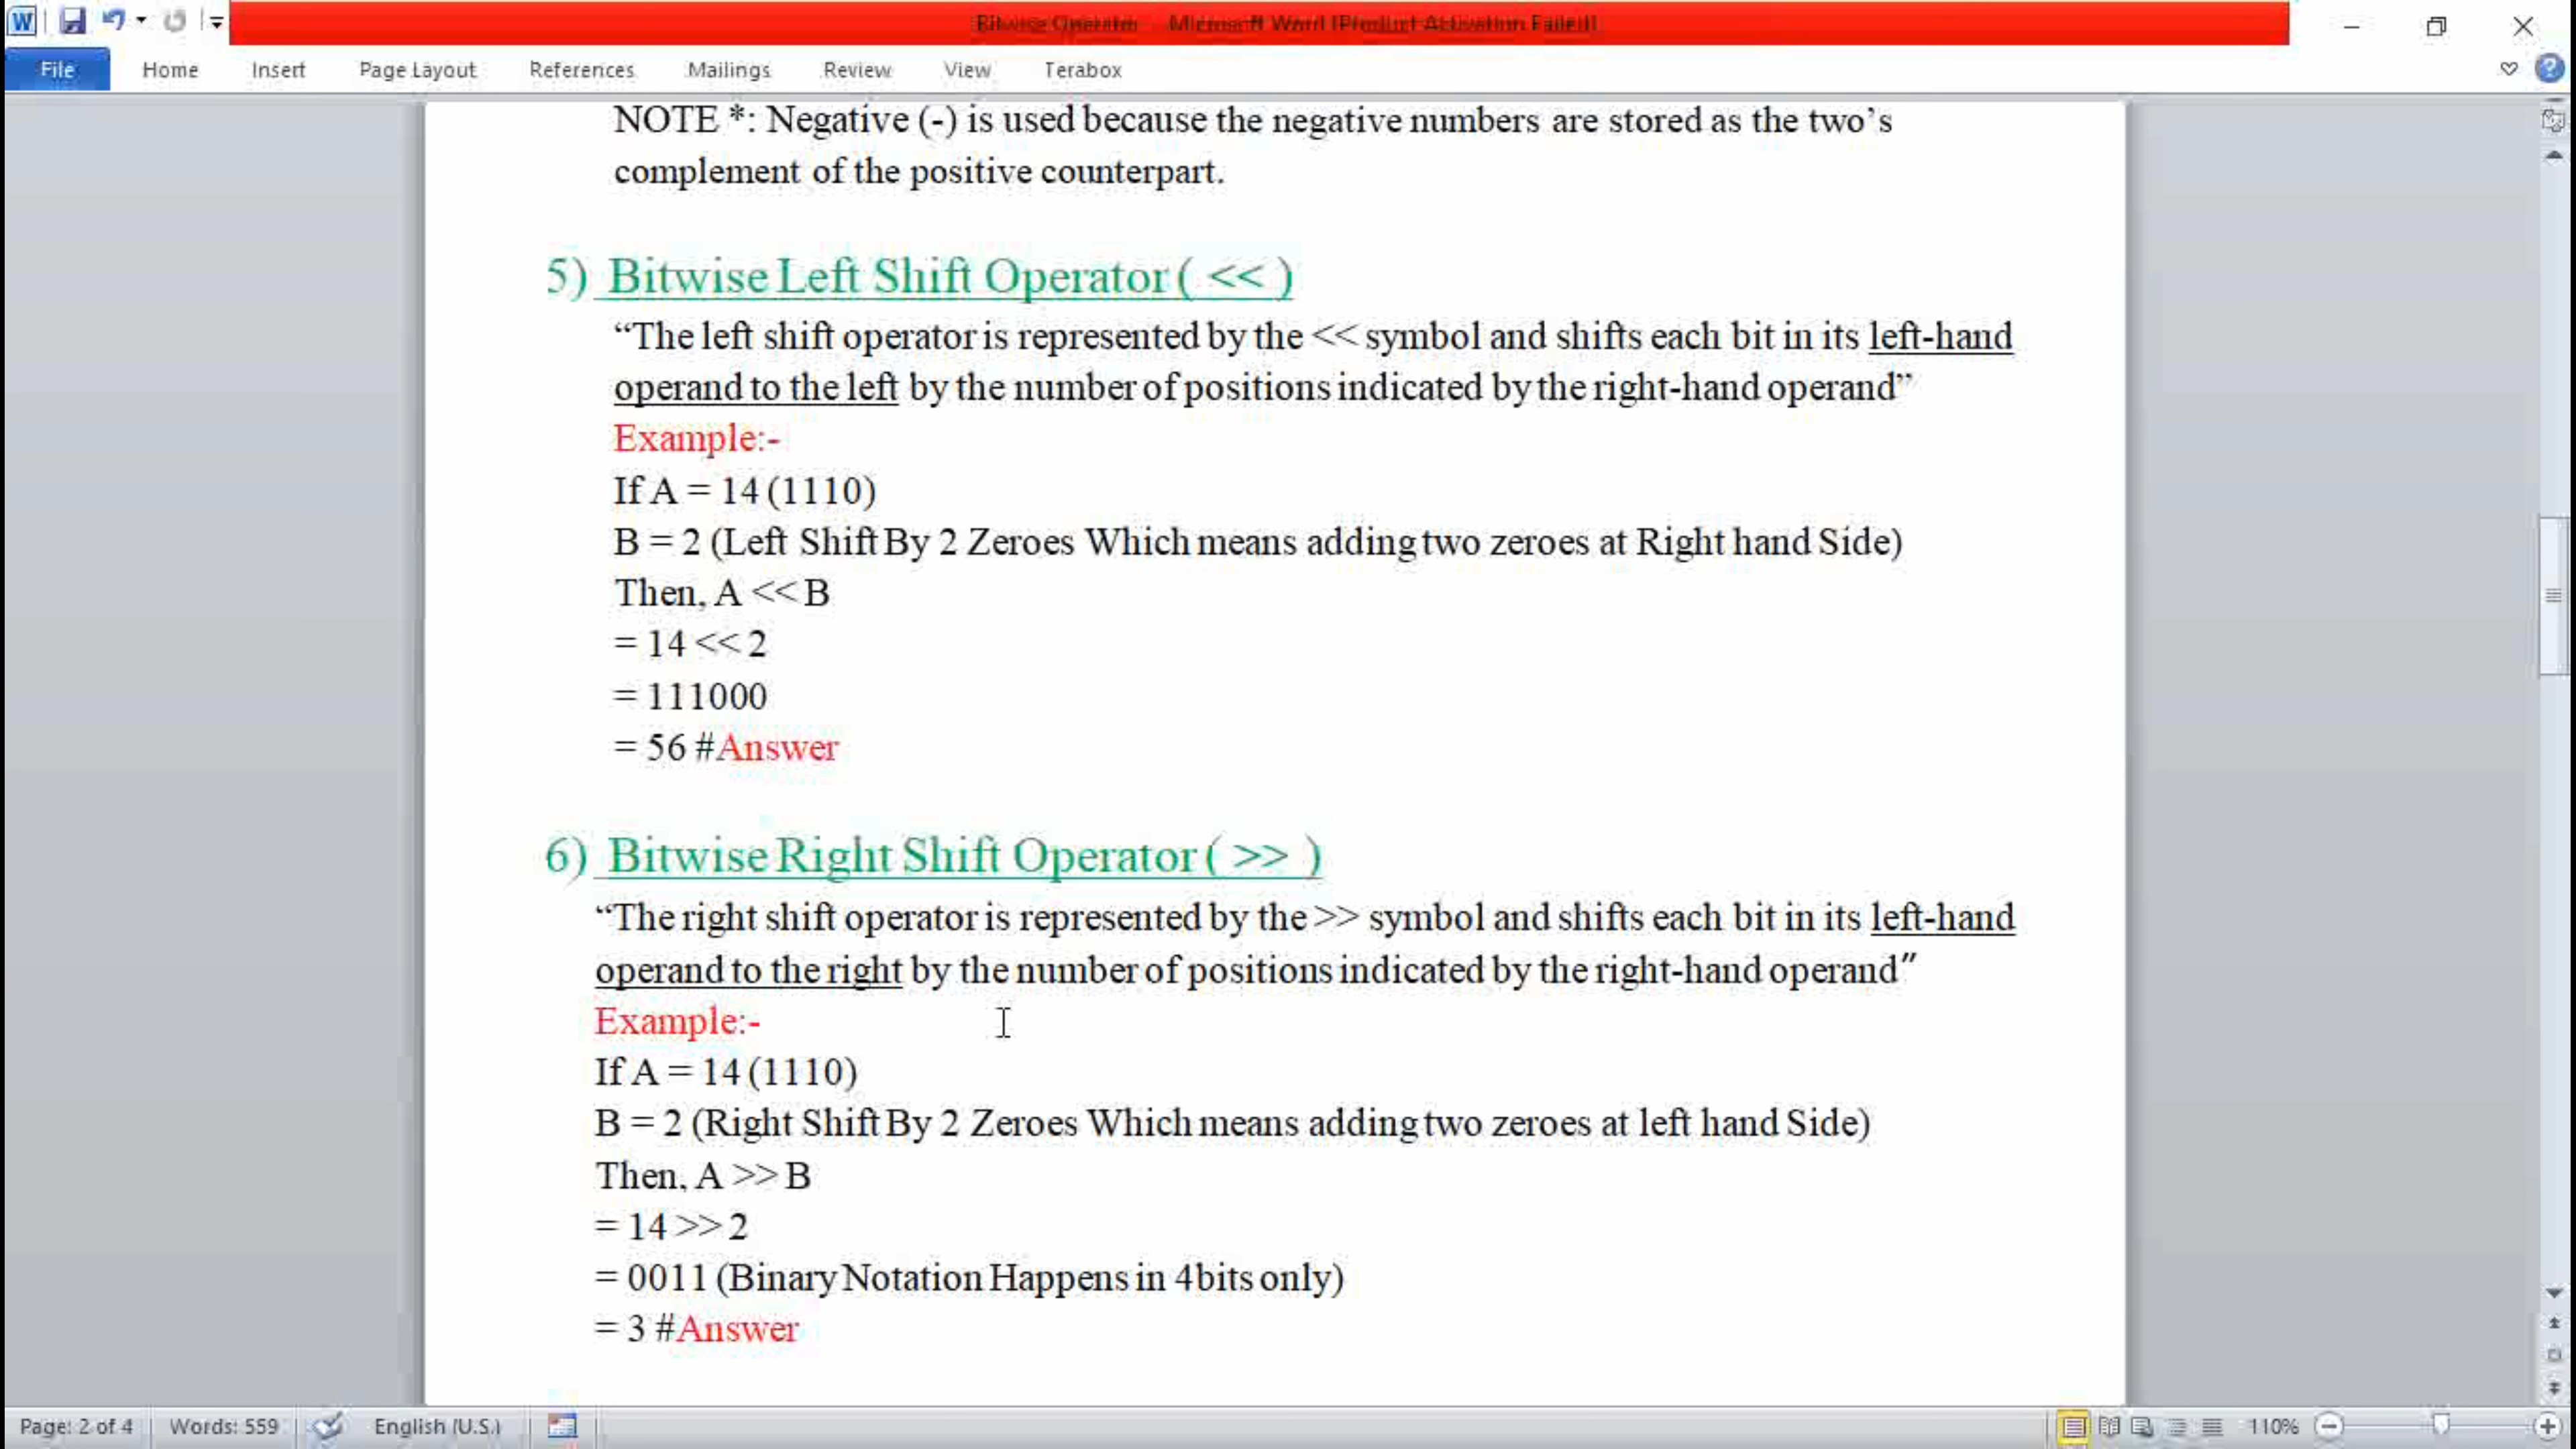 Bitwise Operator - Microsoft Word (Product Activation Failed)
File Home Insert Page Layout References Mailings Review View Terabox
NOTE *: Negative (-) is used because the negative numbers are stored as the two’s
complement of the positive counterpart.
5) Bitwise Left Shift Operator ( << )
“The left shift operator is represented by the << symbol and shifts each bit in its left-hand
operand to the left by the number of positions indicated by the right-hand operand”
Example:-
If A = 14 (1110)
B = 2 (Left Shift By 2 Zeroes Which means adding two zeroes at Right hand Side)
Then, A << B
= 14 << 2
= 111000
= 56 #Answer
6) Bitwise Right Shift Operator ( >> )
“The right shift operator is represented by the >> symbol and shifts each bit in its left-hand
operand to the right by the number of positions indicated by the right-hand operand”
Example:-
If A = 14 (1110)
B = 2 (Right Shift By 2 Zeroes Which means adding two zeroes at left hand Side)
Then, A >> B
= 14 >> 2
= 0011 (Binary Notation Happens in 4bits only)
= 3 #Answer
Page: 2 of 4 Words: 559 English (U.S.) 110%